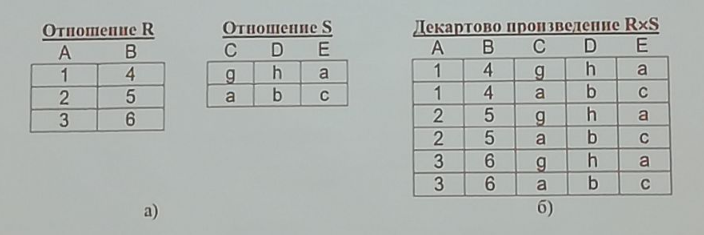 Отношение R
A B
1 4
2 5
3 6
Отношение S
C D E
g h a
a b c
а)
Декартово произведение R×S
A B C D E
1 4 g h a
1 4 a b c
2 5 g h a
2 5 a b c
3 6 g h a
3 6 a b c
б)